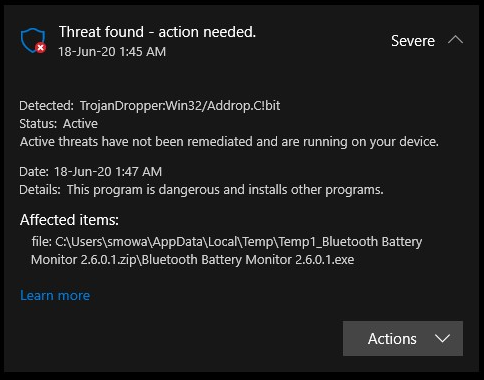 Threat found - action needed.
18-Jun-20 1:45 AM
Severe
Detected: TrojanDropper:Win32/Addrop.C!bit
Status: Active
Active threats have not been remediated and are running on your device.
Date: 18-Jun-20 1:47 AM
Details: This program is dangerous and installs other programs.
Affected items:
file: C:\Users\smowa\AppData\Local\Temp\Temp1_Bluetooth Battery
Monitor 2.6.0.1.zip\Bluetooth Battery Monitor 2.6.0.1.exe
Learn more
Actions